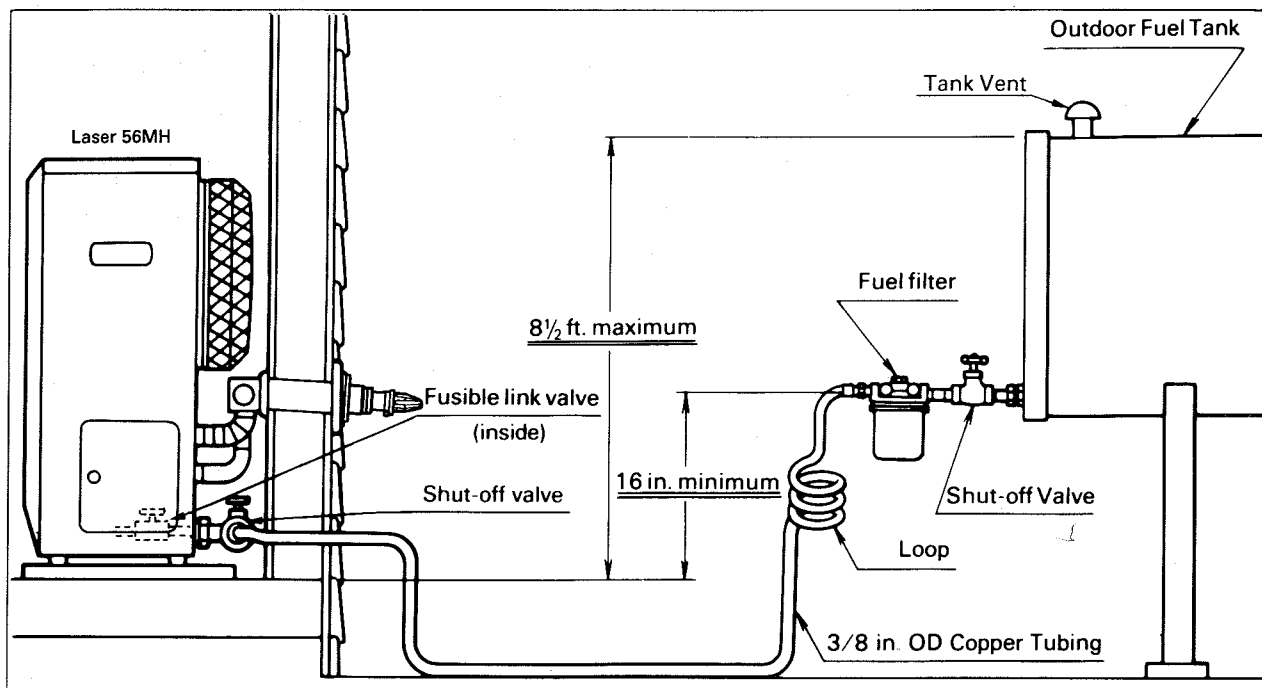 Outdoor Fuel Tank
Tank Vent
Laser 56MH
Fuel filter
8½ ft. maximum
Fusible link valve
(inside)
16 in. minimum
Shut-off valve
Shut-off Valve
Loop
3/8 in. OD Copper Tubing